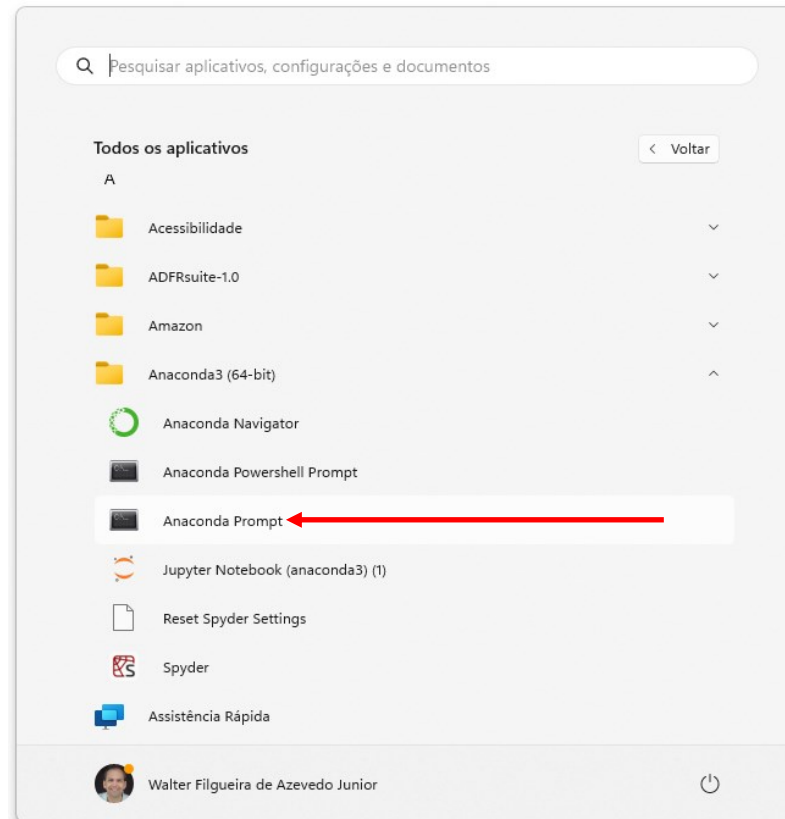 Pesquisar aplicativos, configurações e documentos
Todos os aplicativos
Voltar
A
Acessibilidade
ADFRsuite-1.0
Amazon
Anaconda3 (64-bit)
Anaconda Navigator
Anaconda Powershell Prompt
Anaconda Prompt
Jupyter Notebook (anaconda3) (1)
Reset Spyder Settings
Spyder
Assistência Rápida
Walter Filgueira de Azevedo Junior